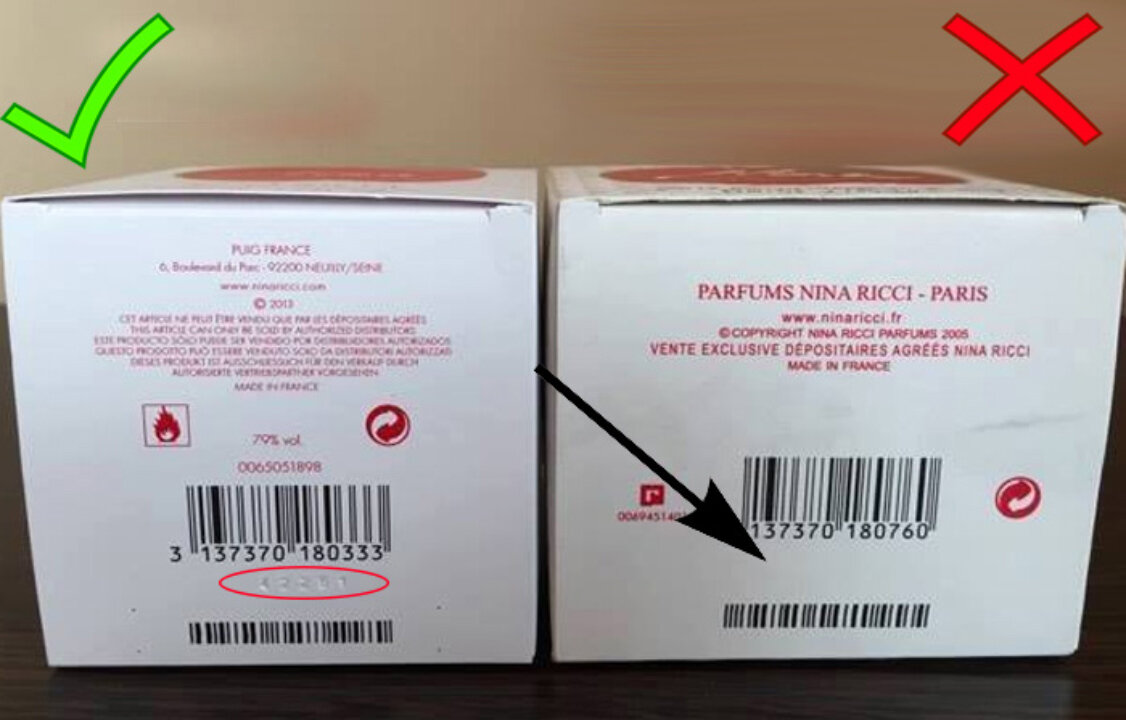 PUIG FRANCE
6, Boulevard du Parc - 92200 NEUILLY/SEINE
www.ninaricci.com
© 2013
CET ARTICLE NE PEUT ÊTRE VENDU QUE PAR LES DÉPOSITAIRES AGRÉÉS
THIS ARTICLE CAN ONLY BE SOLD BY AUTHORIZED DISTRIBUTORS
ESTE PRODUCTO SÓLO PUEDE SER VENDIDO POR DISTRIBUIDORES AUTORIZADOS
QUESTO PRODOTTO PUÒ ESSERE VENDUTO SOLO DA DISTRIBUTORI AUTORIZZATI
DIESES PRODUKT IST AUSSCHLIESSLICH FÜR DEN VERKAUF DURCH
AUTORISIERTE VERTRIEBSPARTNER VORGESEHEN
MADE IN FRANCE
79% vol
0065051898
3 137370 180333
PARFUMS NINA RICCI - PARIS
www.ninaricci.fr
© COPYRIGHT NINA RICCI PARFUMS 2005
VENTE EXCLUSIVE DÉPOSITAIRES AGRÉÉS NINA RICCI
MADE IN FRANCE
r
137370 180760